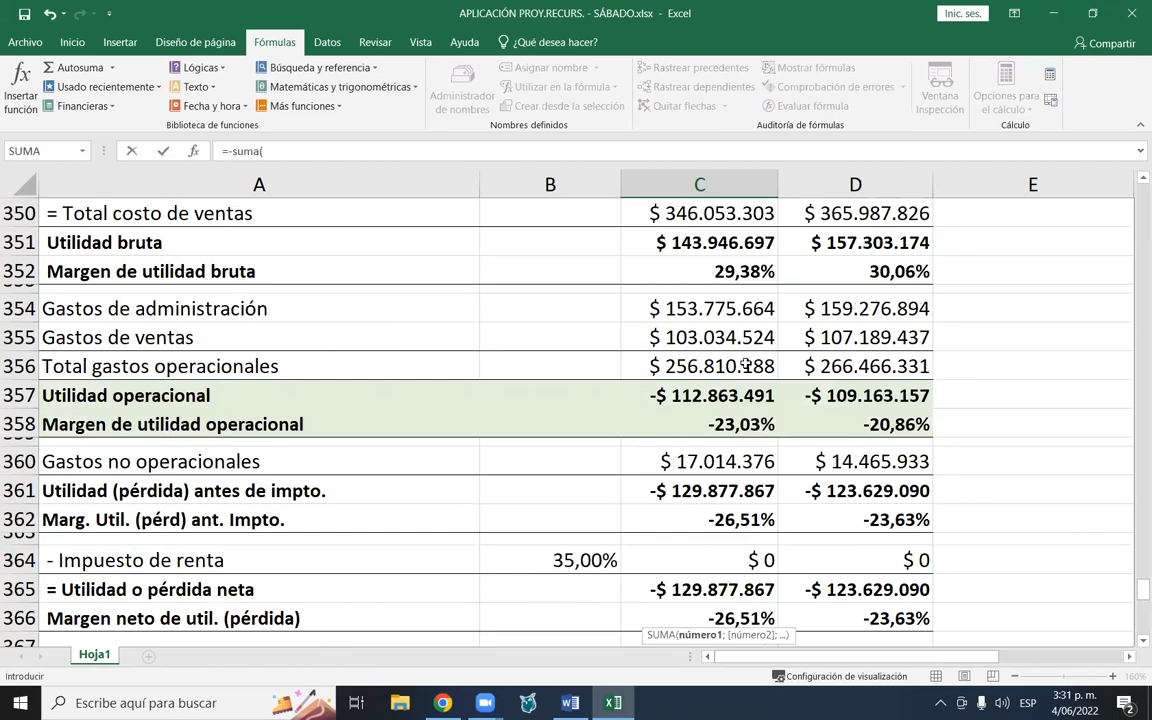 APLICACIÓN PROY.RECURS. - SÁBADO.xlsx - Excel
Inic. ses.
Archivo Inicio Insertar Diseño de página Fórmulas Datos Revisar Vista Ayuda ¿Qué desea hacer? Compartir
Insertar función
Autosuma
Usado recientemente
Financieras
Lógicas
Texto
Fecha y hora
Búsqueda y referencia
Matemáticas y trigonométricas
Más funciones
Biblioteca de funciones
Administrador de nombres
Asignar nombre
Utilizar en la fórmula
Crear desde la selección
Nombres definidos
Rastrear precedentes
Rastrear dependientes
Quitar flechas
Mostrar fórmulas
Comprobación de errores
Evaluar fórmula
Auditoría de fórmulas
Ventana Inspección
Opciones para el cálculo
Cálculo
SUMA fx =-suma(
A B C D E
350 = Total costo de ventas $ 346.053.303 $ 365.987.826
351 Utilidad bruta $ 143.946.697 $ 157.303.174
352 Margen de utilidad bruta 29,38% 30,06%
354 Gastos de administración $ 153.775.664 $ 159.276.894
355 Gastos de ventas $ 103.034.524 $ 107.189.437
356 Total gastos operacionales $ 256.810.188 $ 266.466.331
357 Utilidad operacional -$ 112.863.491 -$ 109.163.157
358 Margen de utilidad operacional -23,03% -20,86%
360 Gastos no operacionales $ 17.014.376 $ 14.465.933
361 Utilidad (pérdida) antes de impto. -$ 129.877.867 -$ 123.629.090
362 Marg. Util. (pérd) ant. Impto. -26,51% -23,63%
364 - Impuesto de renta 35,00% $ 0 $ 0
365 = Utilidad o pérdida neta -$ 129.877.867 -$ 123.629.090
366 Margen neto de util. (pérdida) -26,51% -23,63%
SUMA(número1; [número2]; ...)
Hoja1
Introducir Configuración de visualización 160%
Escribe aquí para buscar
ESP
3:31 p. m.
4/06/2022
2